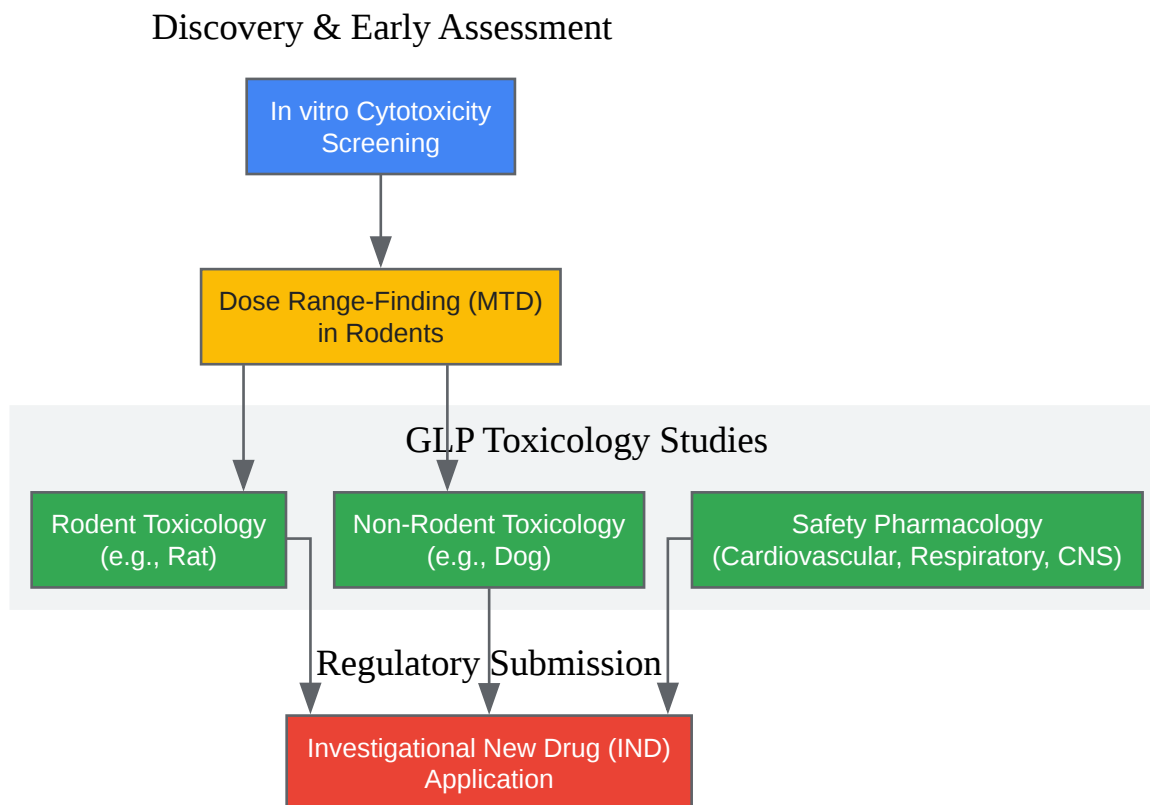 Discovery & Early Assessment
In vitro Cytotoxicity
Screening
Dose Range-Finding (MTD)
in Rodents
GLP Toxicology Studies
Rodent Toxicology
(e.g., Rat)
Non-Rodent Toxicology
(e.g., Dog)
Safety Pharmacology
(Cardiovascular, Respiratory, CNS)
Regulatory Submission
Investigational New Drug (IND)
Application